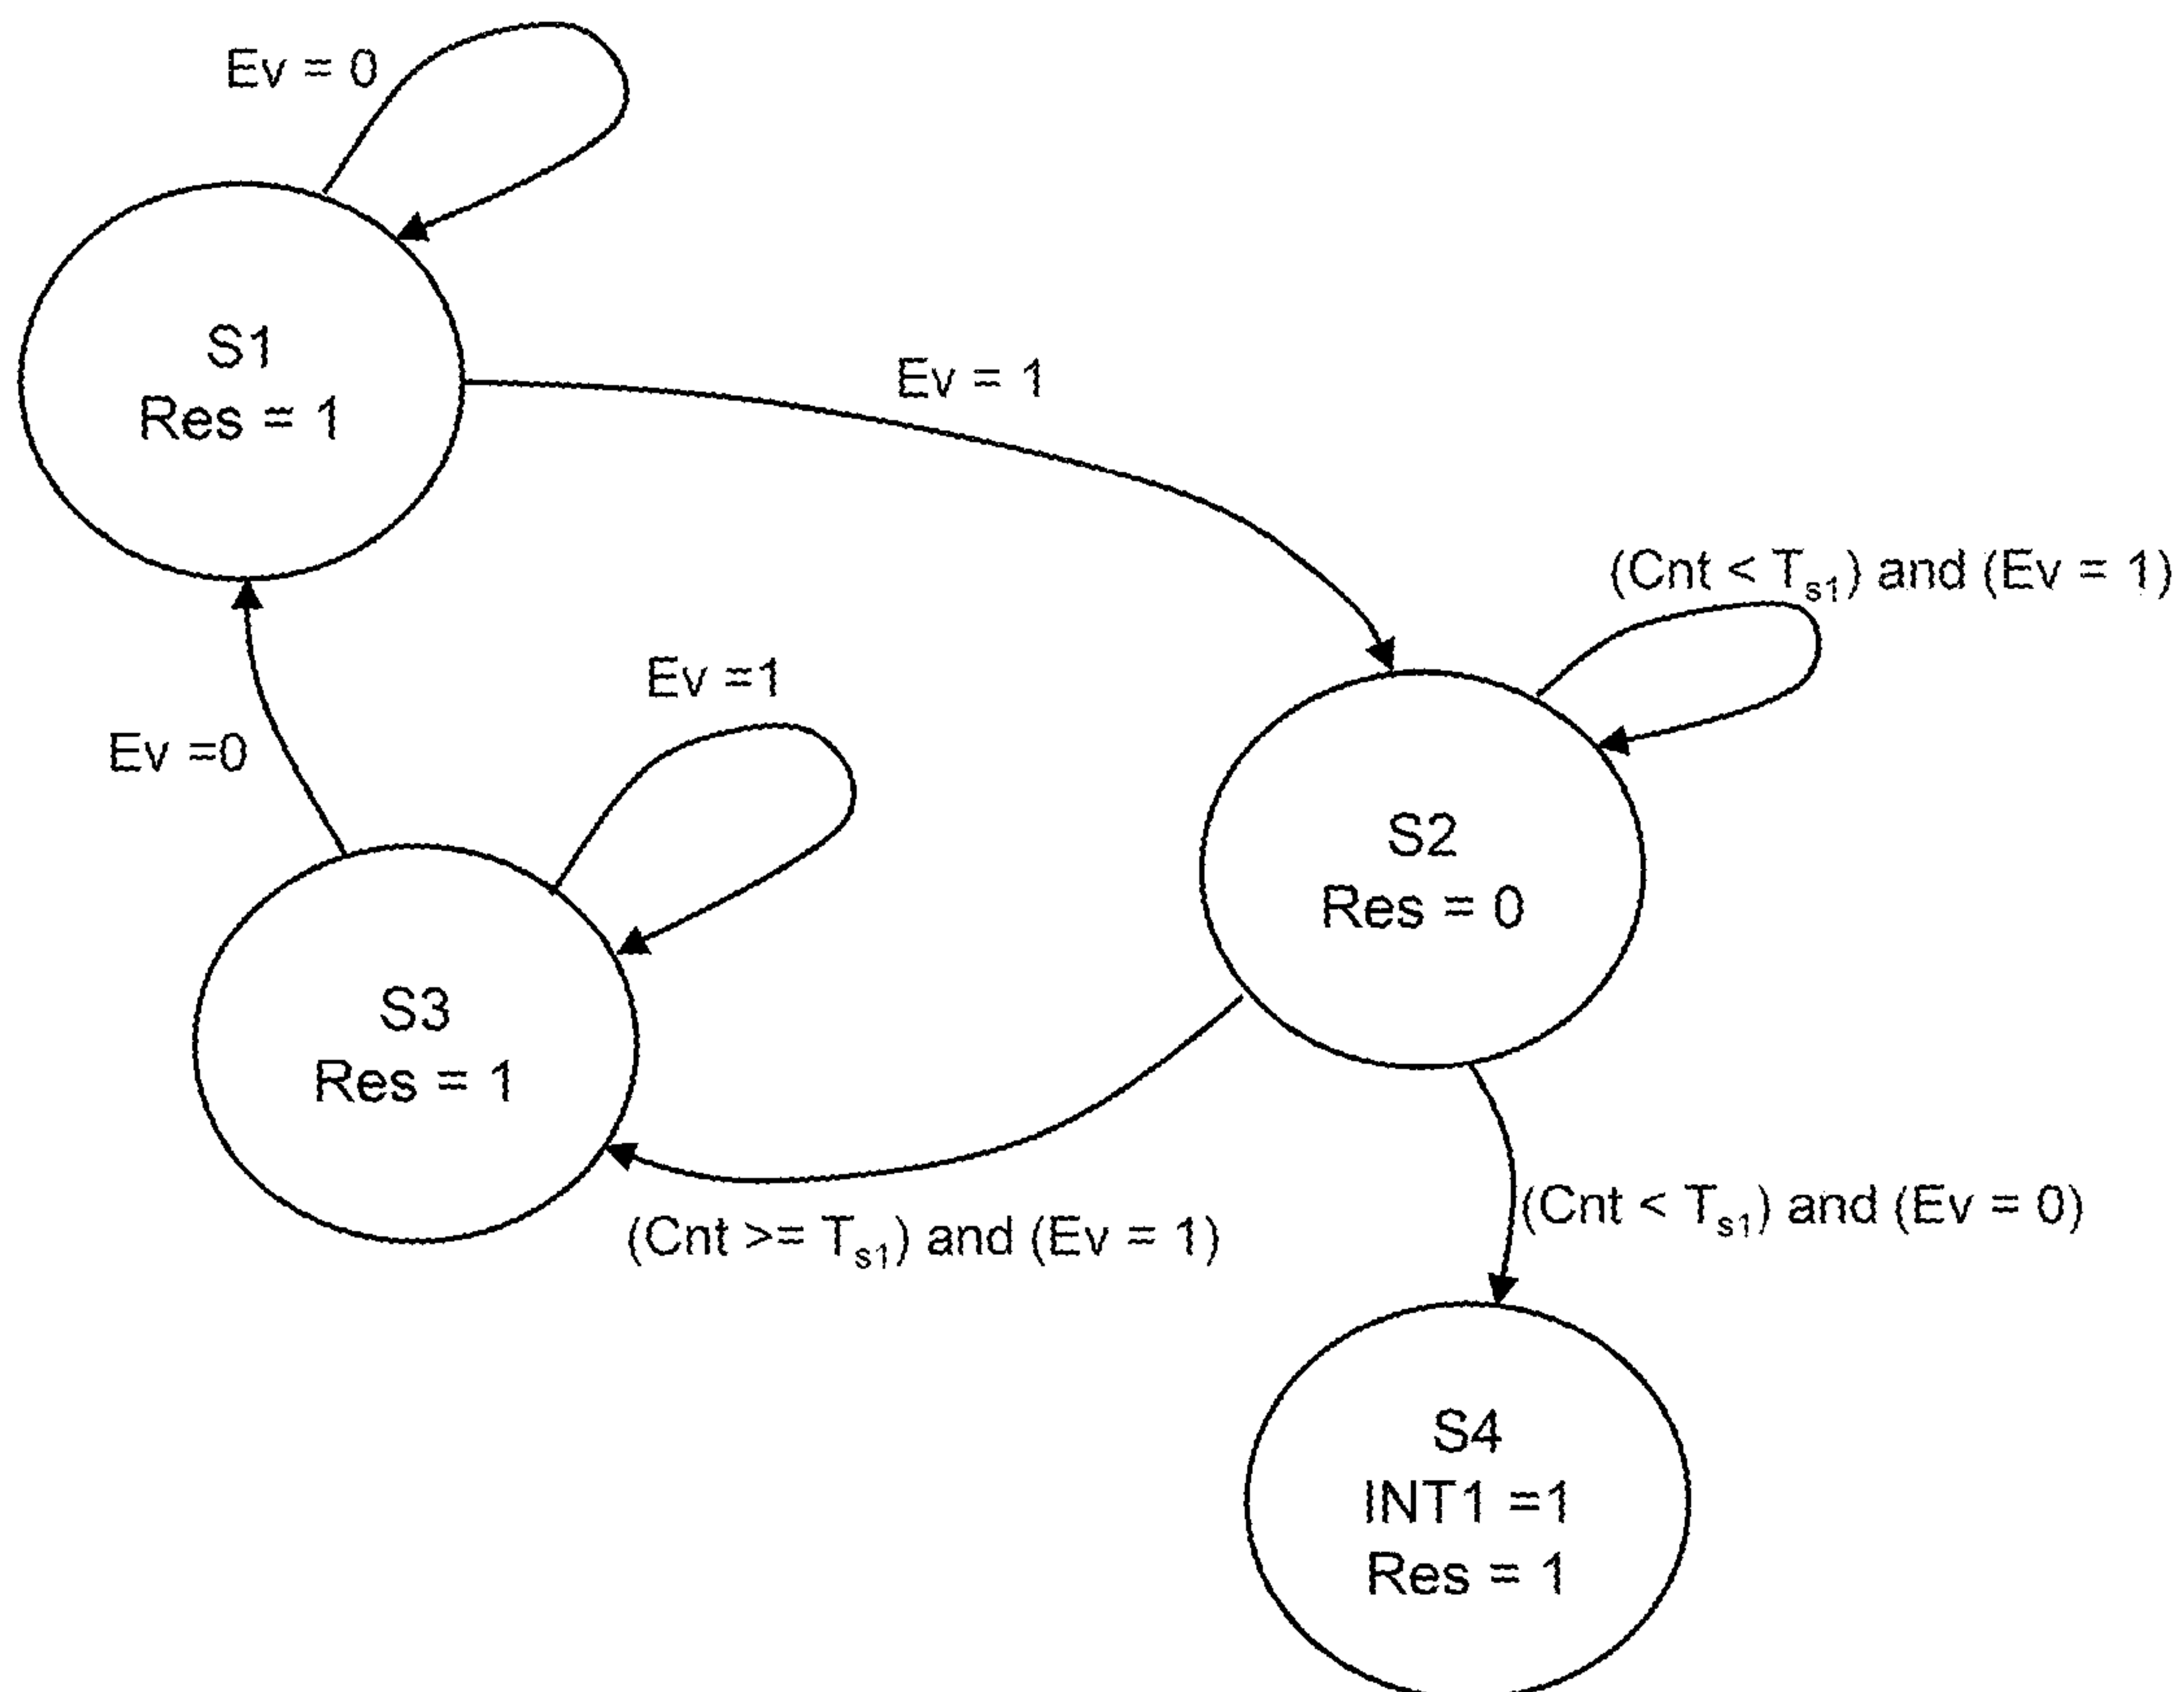 Ev = 0
S1
Res = 1
Ev = 1
(Cnt < Ts1) and (Ev = 1)
Ev =1
Ev =0
S2
Res = 0
S3
Res = 1
(Cnt >= Ts1) and (Ev = 1)
(Cnt < Ts1) and (Ev = 0)
S4
INT1 =1
Res = 1